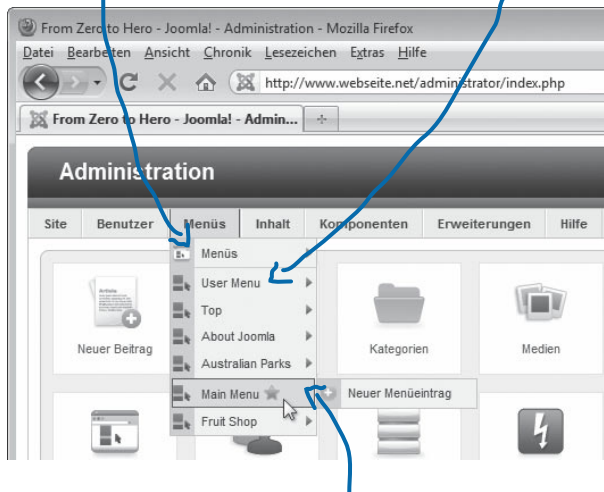 From Zero to Hero - Joomla! - Administration - Mozilla Firefox
Datei Bearbeiten Ansicht Chronik Lesezeichen Extras Hilfe
http://www.webseite.net/administrator/index.php
From Zero to Hero - Joomla! - Admin...
Administration
Site Benutzer Menüs Inhalt Komponenten Erweiterungen Hilfe
Menüs
User Menu
Top
About Joomla
Australian Parks
Main Menu Neuer Menüeintrag
Fruit Shop
Neuer Beitrag Kategorien Medien